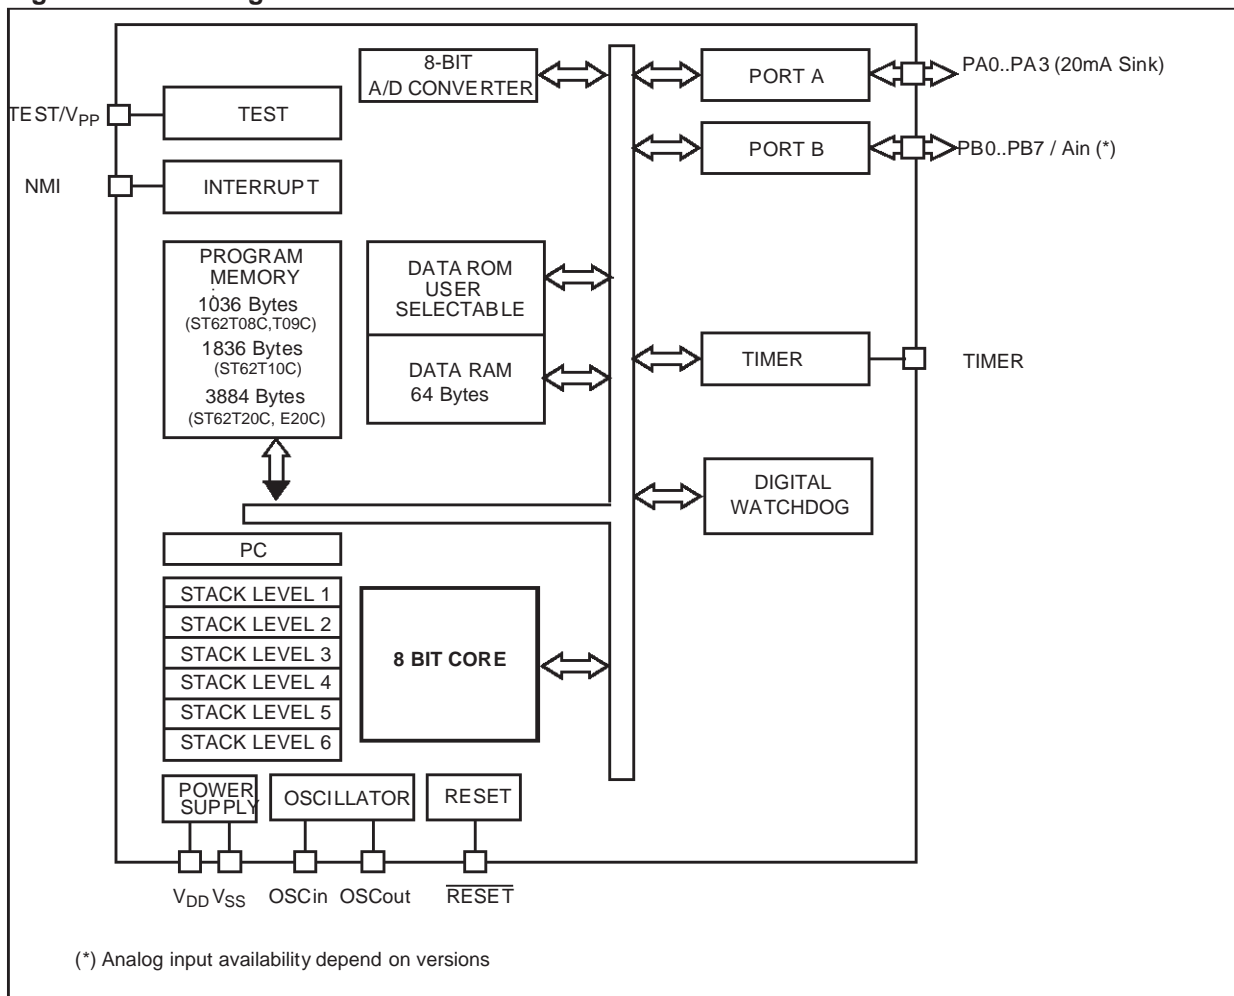 8-BIT
A/D CONVERTER
PORT A
PA0..PA3 (20mA Sink)
TEST/VPP
TEST
PORT B
PB0..PB7 / Ain (*)
NMI
INTERRUPT
PROGRAM
MEMORY
:
1036 Bytes
(ST62T08C,T09C)
1836 Bytes
(ST62T10C)
3884 Bytes
(ST62T20C, E20C)
DATA ROM
USER
SELECTABLE
DATA RAM
64 Bytes
TIMER
TIMER
DIGITAL
WATCHDOG
PC
STACK LEVEL 1
STACK LEVEL 2
STACK LEVEL 3
STACK LEVEL 4
STACK LEVEL 5
STACK LEVEL 6
8 BIT CORE
POWER
SUPPLY
OSCILLATOR
RESET
VDD VSS
OSCin OSCout
RESET
(*) Analog input availability depend on versions